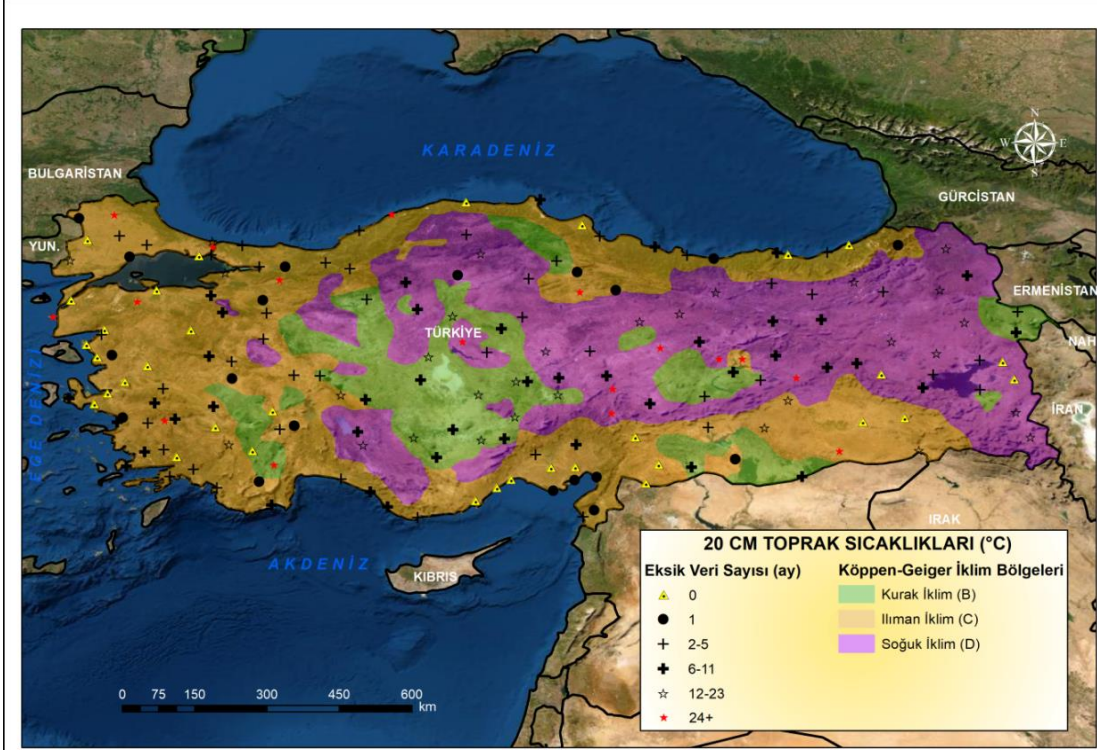 KARADENİZ
BULGARİSTAN
GÜRCİSTAN
YUN.
ERMENİSTAN
TÜRKİYE
NAH
İRAN
EGE DENİZ
IRAK
AKDENİZ
KIBRIS
N
W E
S
20 CM TOPRAK SICAKLIKLARI (°C)
Eksik Veri Sayısı (ay)
0
1
2-5
6-11
12-23
24+
Köppen-Geiger İklim Bölgeleri
Kurak İklim (B)
Ilıman İklim (C)
Soğuk İklim (D)
0 75 150 300 450 600
km